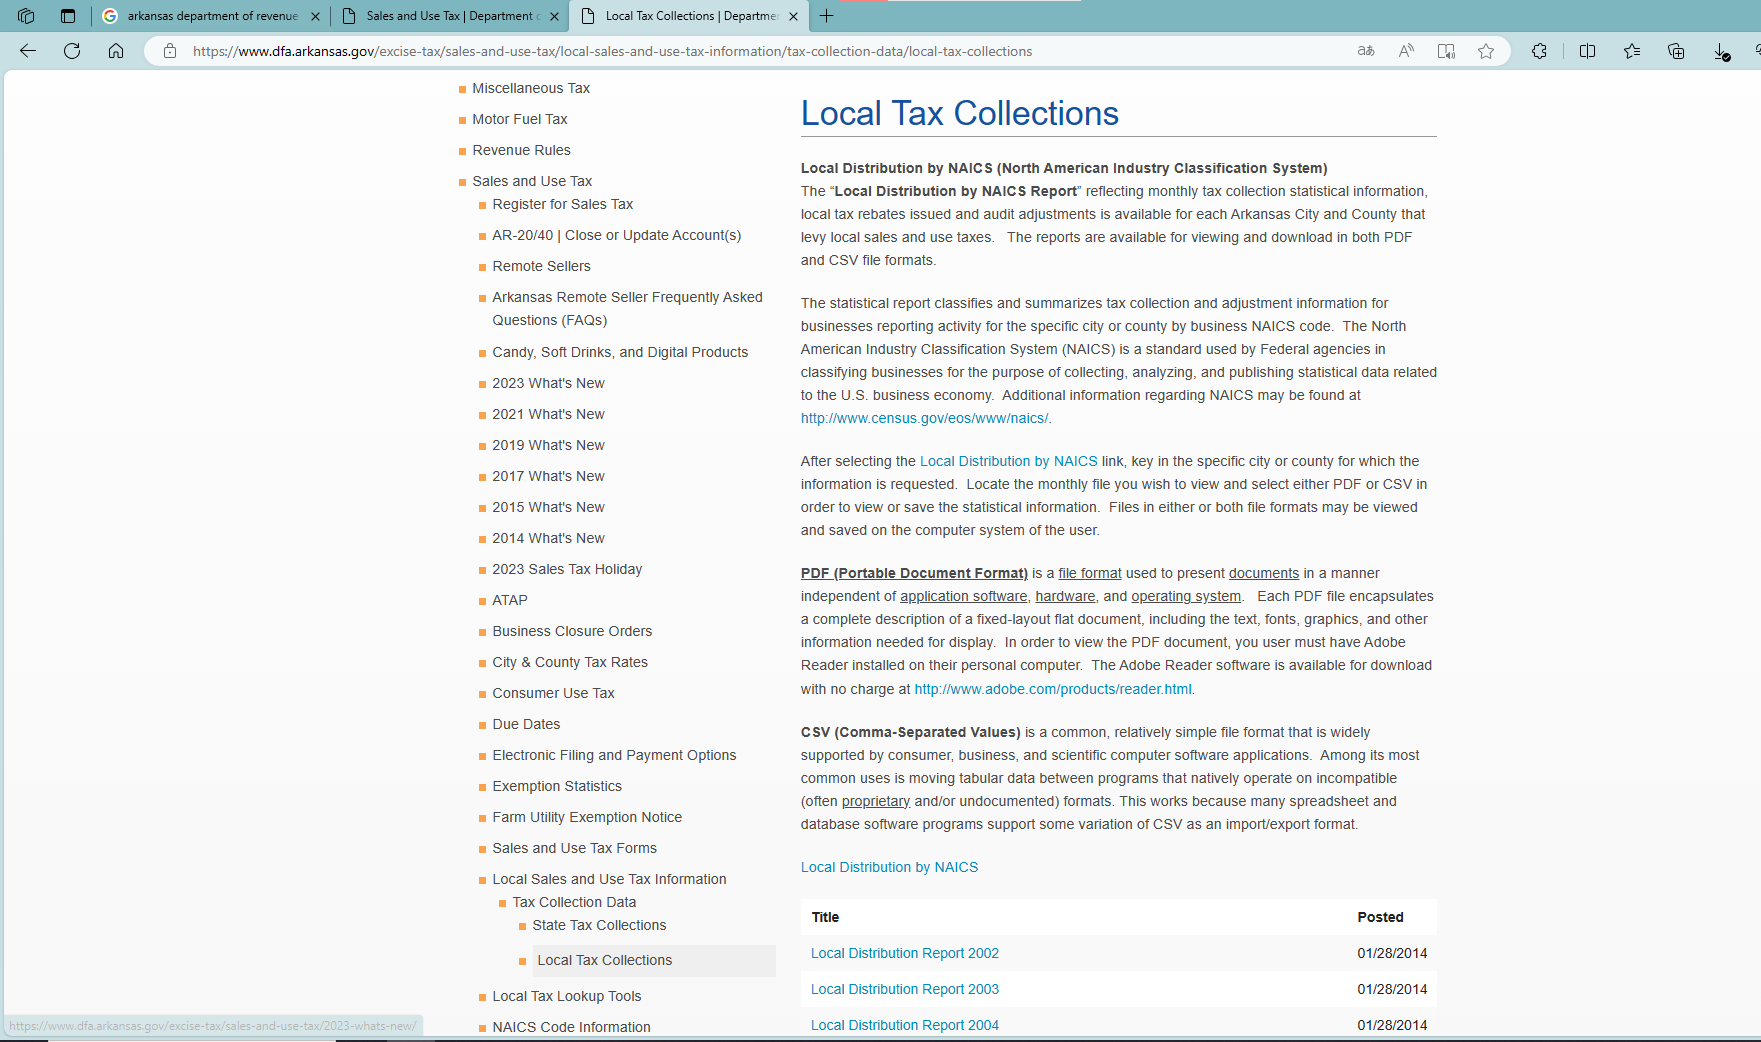 arkansas department of revenue
Sales and Use Tax | Department o
Local Tax Collections | Departmen
https://www.dfa.arkansas.gov/excise-tax/sales-and-use-tax/local-sales-and-use-tax-information/tax-collection-data/local-tax-collections
Miscellaneous Tax
Motor Fuel Tax
Revenue Rules
Sales and Use Tax
Register for Sales Tax
AR-20/40 | Close or Update Account(s)
Remote Sellers
Arkansas Remote Seller Frequently Asked
Questions (FAQs)
Candy, Soft Drinks, and Digital Products
2023 What's New
2021 What's New
2019 What's New
2017 What's New
2015 What's New
2014 What's New
2023 Sales Tax Holiday
ATAP
Business Closure Orders
City & County Tax Rates
Consumer Use Tax
Due Dates
Electronic Filing and Payment Options
Exemption Statistics
Farm Utility Exemption Notice
Sales and Use Tax Forms
Local Sales and Use Tax Information
Tax Collection Data
State Tax Collections
Local Tax Collections
Local Tax Lookup Tools
NAICS Code Information
Local Tax Collections
Local Distribution by NAICS (North American Industry Classification System)
The “Local Distribution by NAICS Report” reflecting monthly tax collection statistical information,
local tax rebates issued and audit adjustments is available for each Arkansas City and County that
levy local sales and use taxes. The reports are available for viewing and download in both PDF
and CSV file formats.
The statistical report classifies and summarizes tax collection and adjustment information for
businesses reporting activity for the specific city or county by business NAICS code. The North
American Industry Classification System (NAICS) is a standard used by Federal agencies in
classifying businesses for the purpose of collecting, analyzing, and publishing statistical data related
to the U.S. business economy. Additional information regarding NAICS may be found at
http://www.census.gov/eos/www/naics/.
After selecting the Local Distribution by NAICS link, key in the specific city or county for which the
information is requested. Locate the monthly file you wish to view and select either PDF or CSV in
order to view or save the statistical information. Files in either or both file formats may be viewed
and saved on the computer system of the user.
PDF (Portable Document Format) is a file format used to present documents in a manner
independent of application software, hardware, and operating system. Each PDF file encapsulates
a complete description of a fixed-layout flat document, including the text, fonts, graphics, and other
information needed for display. In order to view the PDF document, you user must have Adobe
Reader installed on their personal computer. The Adobe Reader software is available for download
with no charge at http://www.adobe.com/products/reader.html.
CSV (Comma-Separated Values) is a common, relatively simple file format that is widely
supported by consumer, business, and scientific computer software applications. Among its most
common uses is moving tabular data between programs that natively operate on incompatible
(often proprietary and/or undocumented) formats. This works because many spreadsheet and
database software programs support some variation of CSV as an import/export format.
Local Distribution by NAICS
Title Posted
Local Distribution Report 2002 01/28/2014
Local Distribution Report 2003 01/28/2014
Local Distribution Report 2004 01/28/2014
https://www.dfa.arkansas.gov/excise-tax/sales-and-use-tax/2023-whats-new/